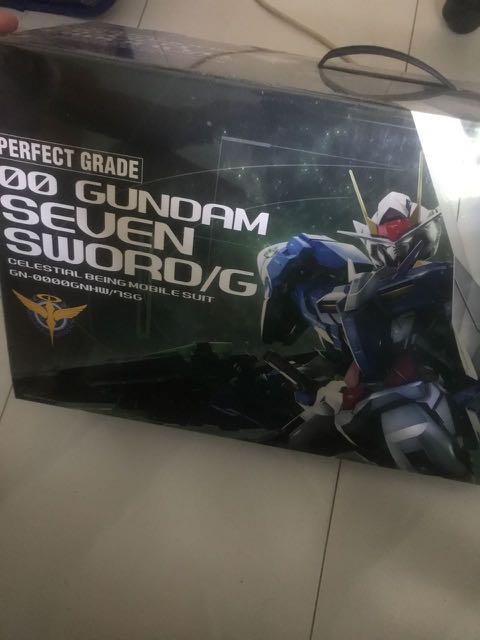 PERFECT GRADE
00 GUNDAM
SEVEN
SWORD/G
CELESTIAL BEING MOBILE SUIT
GN-0000GNHW/7SG